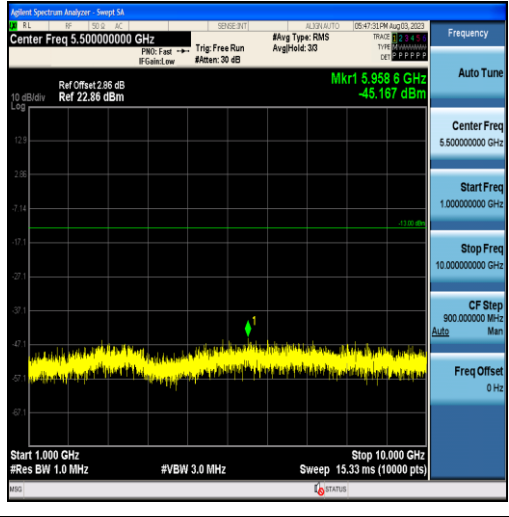 Agilent Spectrum Analyzer - Swept SA
RL RF 50 Ω AC SENSE:INT ALIGN AUTO 05:47:31 PM Aug 03, 2023
Center Freq 5.500000000 GHz
PNO: Fast
IFGain:Low
Trig: Free Run
#Atten: 30 dB
#Avg Type: RMS
Avg|Hold: 3/3
TRACE 1 2 3 4 5 6
TYPE M
DET P P P P P P
Mkr1 5.958 6 GHz
-45.167 dBm
Ref Offset 2.86 dB
10 dB/div Ref 22.86 dBm
Log
12.9
2.86
-7.14
-13.00 dBm
-17.1
-27.1
-37.1
1
-47.1
-57.1
-67.1
Start 1.000 GHz Stop 10.000 GHz
#Res BW 1.0 MHz #VBW 3.0 MHz Sweep 15.33 ms (10000 pts)
MSG STATUS
Frequency
Auto Tune
Center Freq
5.500000000 GHz
Start Freq
1.000000000 GHz
Stop Freq
10.000000000 GHz
CF Step
900.000000 MHz
Auto Man
Freq Offset
0 Hz